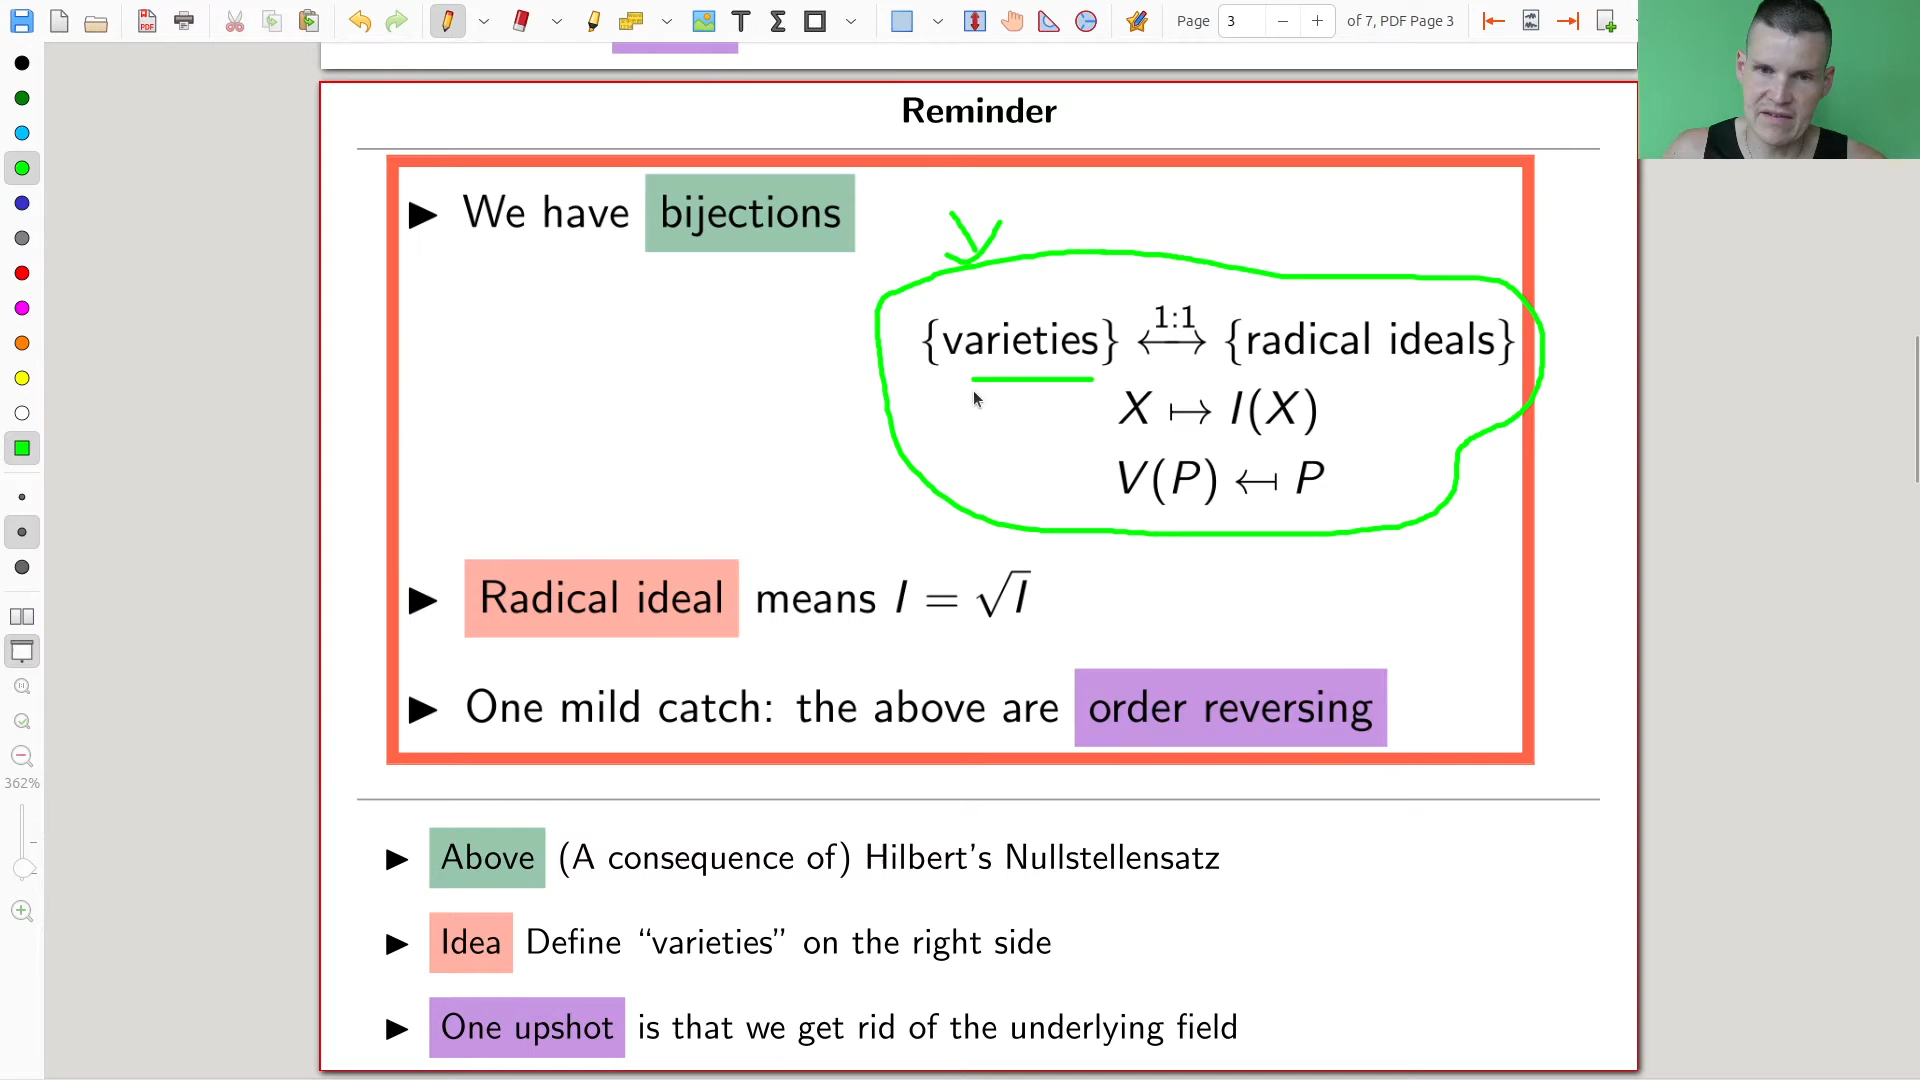 Page 3 of 7, PDF Page 3
Reminder
► We have bijections
{varieties} ⟷ {radical ideals}
1:1
X ↦ I(X)
V(P) ↤ P
► Radical ideal means I = √I
► One mild catch: the above are order reversing
► Above (A consequence of) Hilbert's Nullstellensatz
► Idea Define “varieties” on the right side
► One upshot is that we get rid of the underlying field
362%